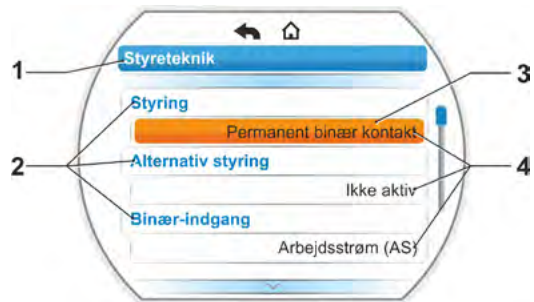 1
Styreteknik
3
Styring
Permanent binær kontakt
2
Alternativ styring
4
Ikke aktiv
Binær-indgang
Arbejdsstrøm (AS)